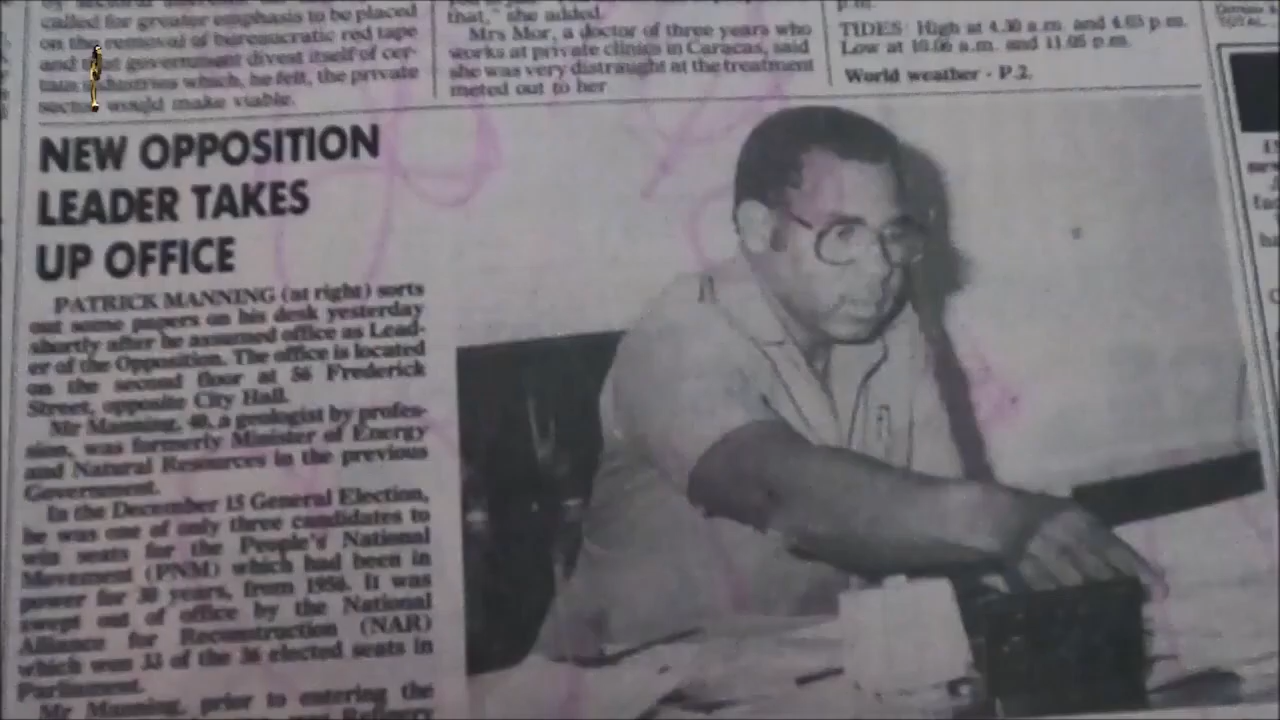 called for greater emphasis to be placed
on the removal of bureaucratic red tape
and government divest itself of cer-
industries which, he felt, the private
would make viable.
that," she added.
Mrs Mor, a doctor of three years who
works at private clinics in Caracas, said
she was very distraught at the treatment
meted out to her
p.m.
TIDES: High at 4.30 a.m. and 4.05 p.m.
Low at 10.06 a.m. and 11.05 p.m.
World weather - P.2.
NEW OPPOSITION
LEADER TAKES
UP OFFICE
PATRICK MANNING (at right) sorts
out some papers on his desk yesterday
shortly after he assumed office as Lead-
er of the Opposition. The office is located
on the second floor at 56 Frederick
Street, opposite City Hall.
Mr Manning, 40, a geologist by profes-
sion, was formerly Minister of Energy
and Natural Resources in the previous
Government.
In the December 15 General Election,
he was one of only three candidates to
win seats for the People's National
Movement (PNM) which had been in
power for 30 years, from 1956. It was
swept out of office by the National
Alliance for Reconstruction (NAR)
which won 33 of the 36 elected seats in
Parliament.
Mr Manning, prior to entering the
Refinery